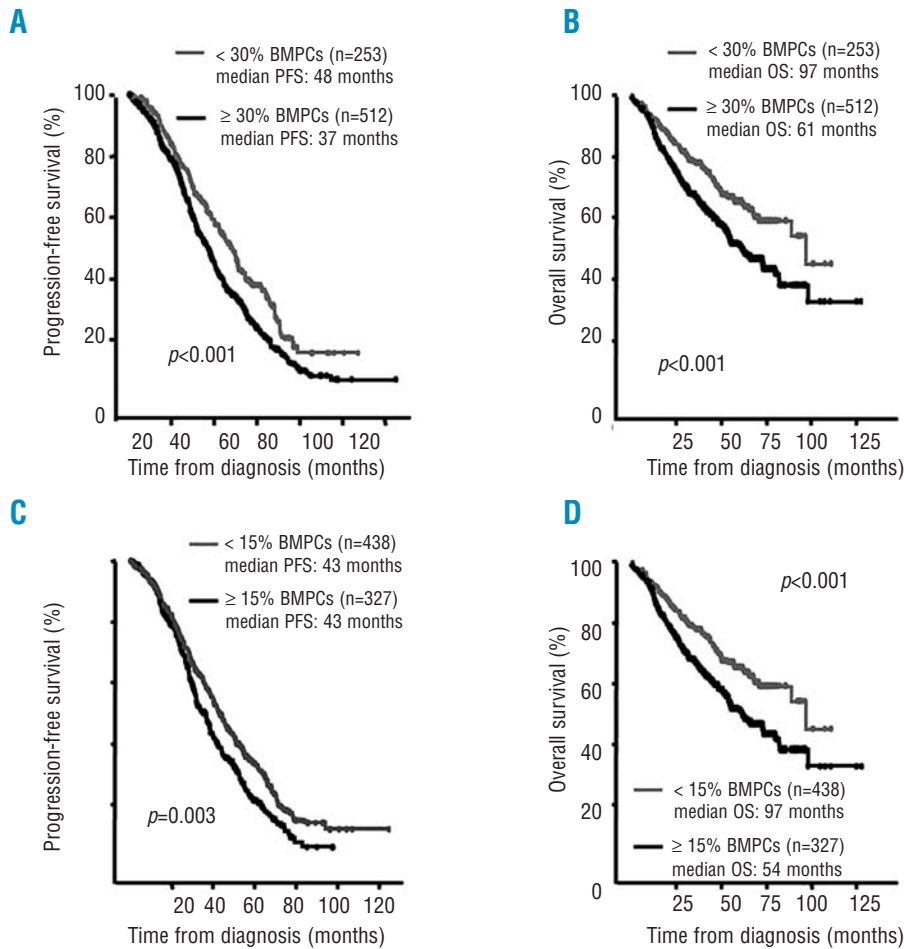 A
< 30% BMPCs (n=253)
median PFS: 48 months
≥ 30% BMPCs (n=512)
median PFS: 37 months
Progression-free survival (%)
100
80
60
40
20
0
p<0.001
20 40 60 80 100 120
Time from diagnosis (months)
B
< 30% BMPCs (n=253)
median OS: 97 months
≥ 30% BMPCs (n=512)
median OS: 61 months
Overall survival (%)
100
80
60
40
20
0
p<0.001
25 50 75 100 125
Time from diagnosis (months)
C
< 15% BMPCs (n=438)
median PFS: 43 months
≥ 15% BMPCs (n=327)
median PFS: 43 months
Progression-free survival (%)
p=0.003
20 40 60 80 100 120
Time from diagnosis (months)
D
p<0.001
Overall survival (%)
100
80
60
40
20
0
< 15% BMPCs (n=438)
median OS: 97 months
≥ 15% BMPCs (n=327)
median OS: 54 months
25 50 75 100 125
Time from diagnosis (months)